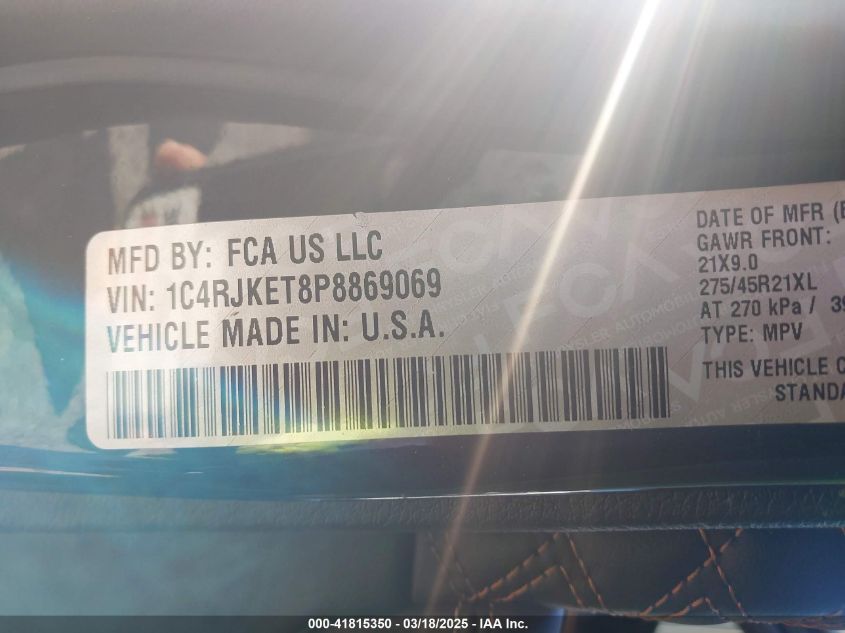 MFD BY: FCA US LLC
VIN: 1C4RJKET8P8869069
VEHICLE MADE IN: U.S.A.
DATE OF MFR
GAWR FRONT:
21X9.0
275/45R21XL
AT 270 kPa /
TYPE: MPV
THIS VEHICLE
000-41815350 / 03/18/2025 — IAA Inc.